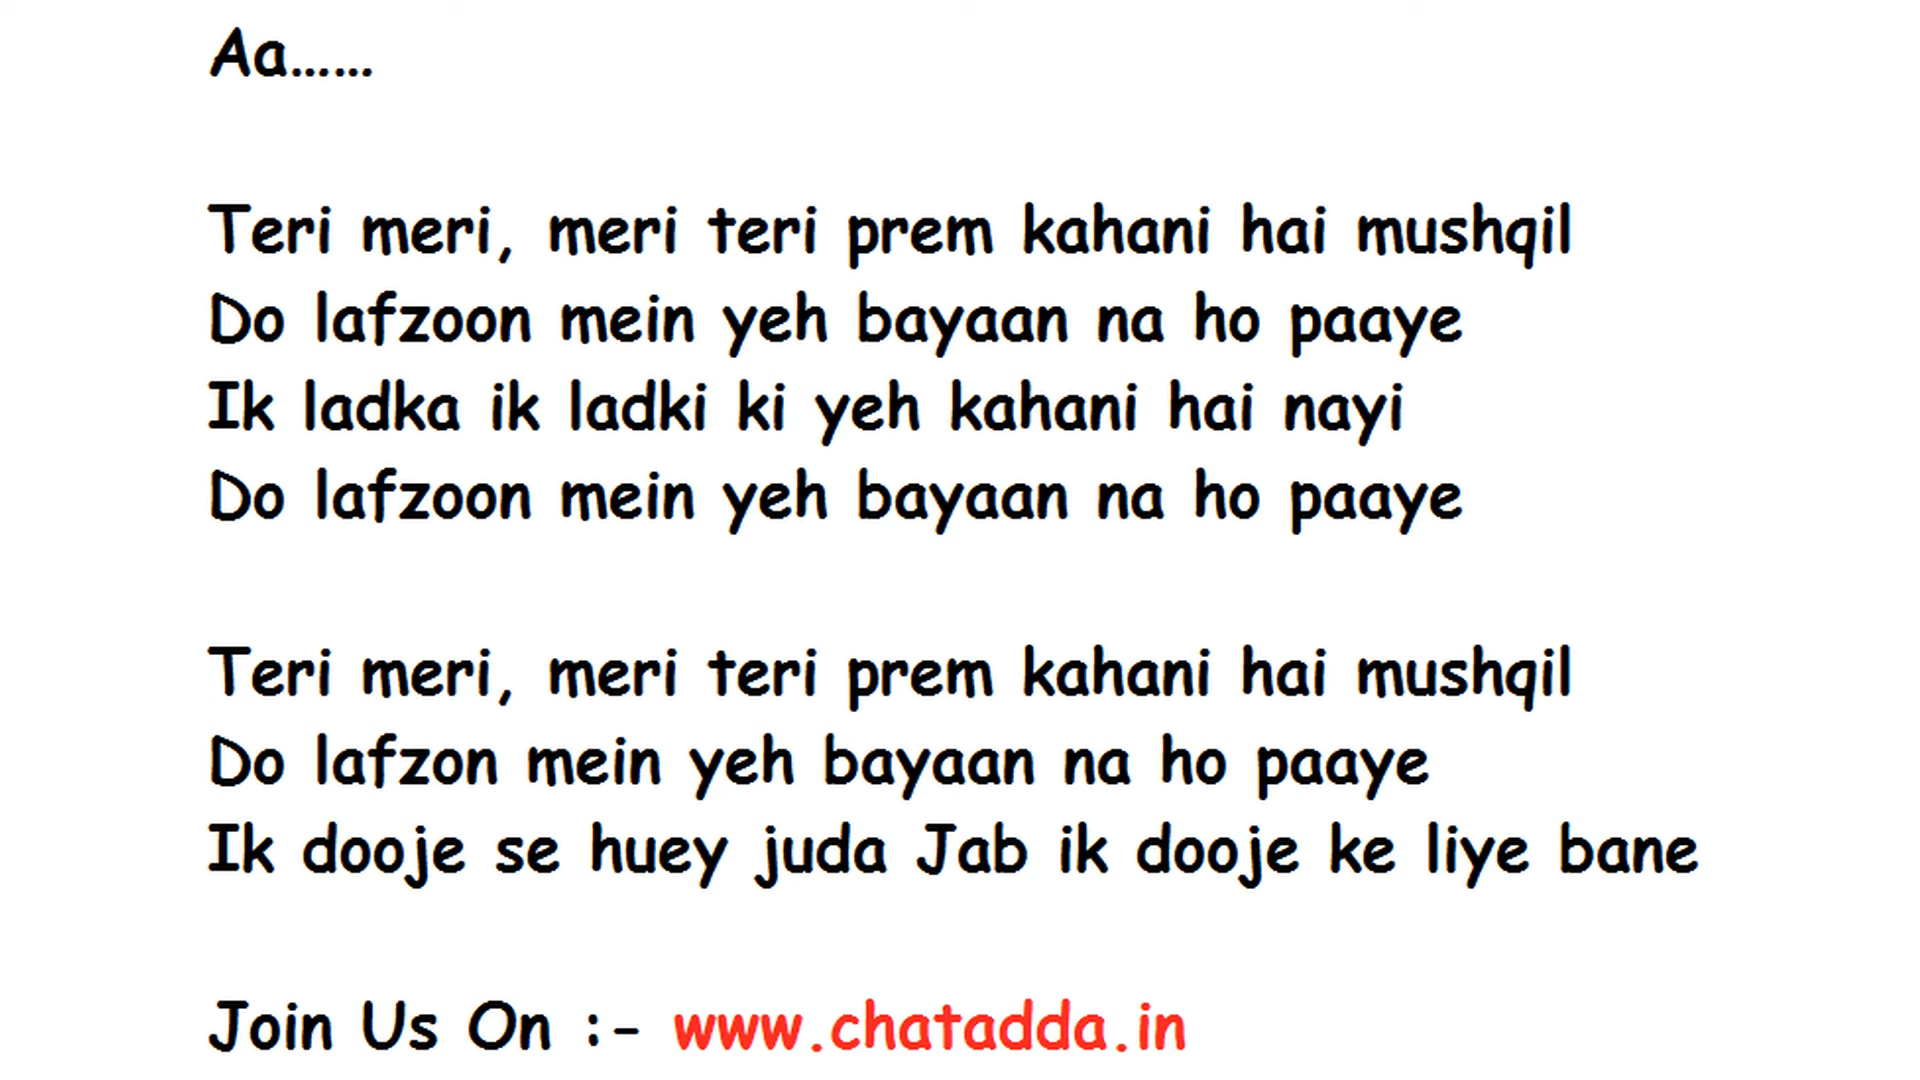 Aa......
Teri meri, meri teri prem kahani hai mushqil
Do lafzoon mein yeh bayaan na ho paaye
Ik ladka ik ladki ki yeh kahani hai nayi
Do lafzoon mein yeh bayaan na ho paaye
Teri meri, meri teri prem kahani hai mushqil
Do lafzon mein yeh bayaan na ho paaye
Ik dooje se huey juda Jab ik dooje ke liye bane
Join Us On :- www.chatadda.in